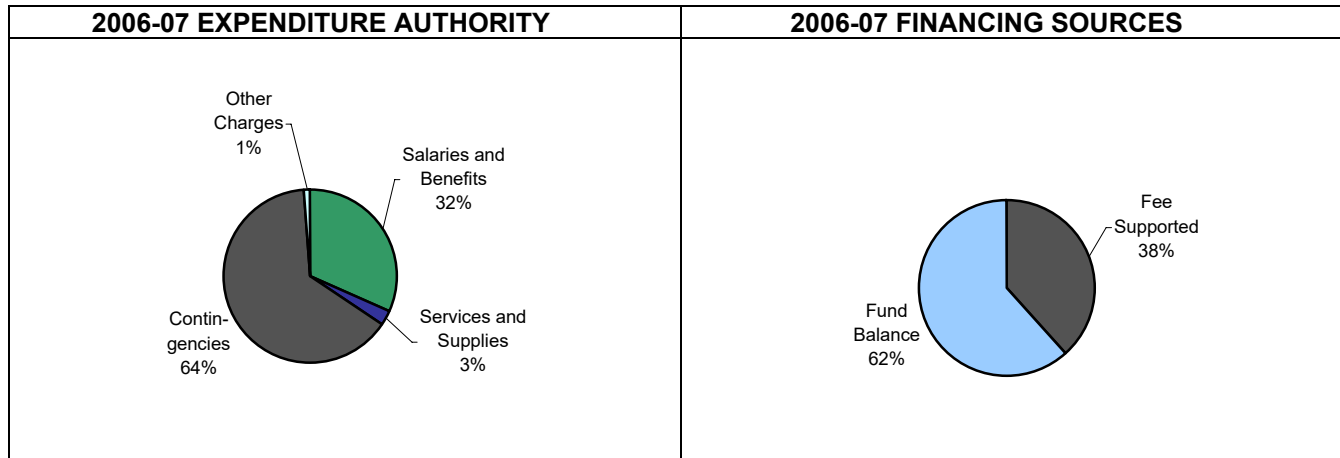 2006-07 EXPENDITURE AUTHORITY
Other
Charges
1%
Salaries and
Benefits
32%
Services and
Supplies
3%
Contin-
gencies
64%
2006-07 FINANCING SOURCES
Fee
Supported
38%
Fund
Balance
62%